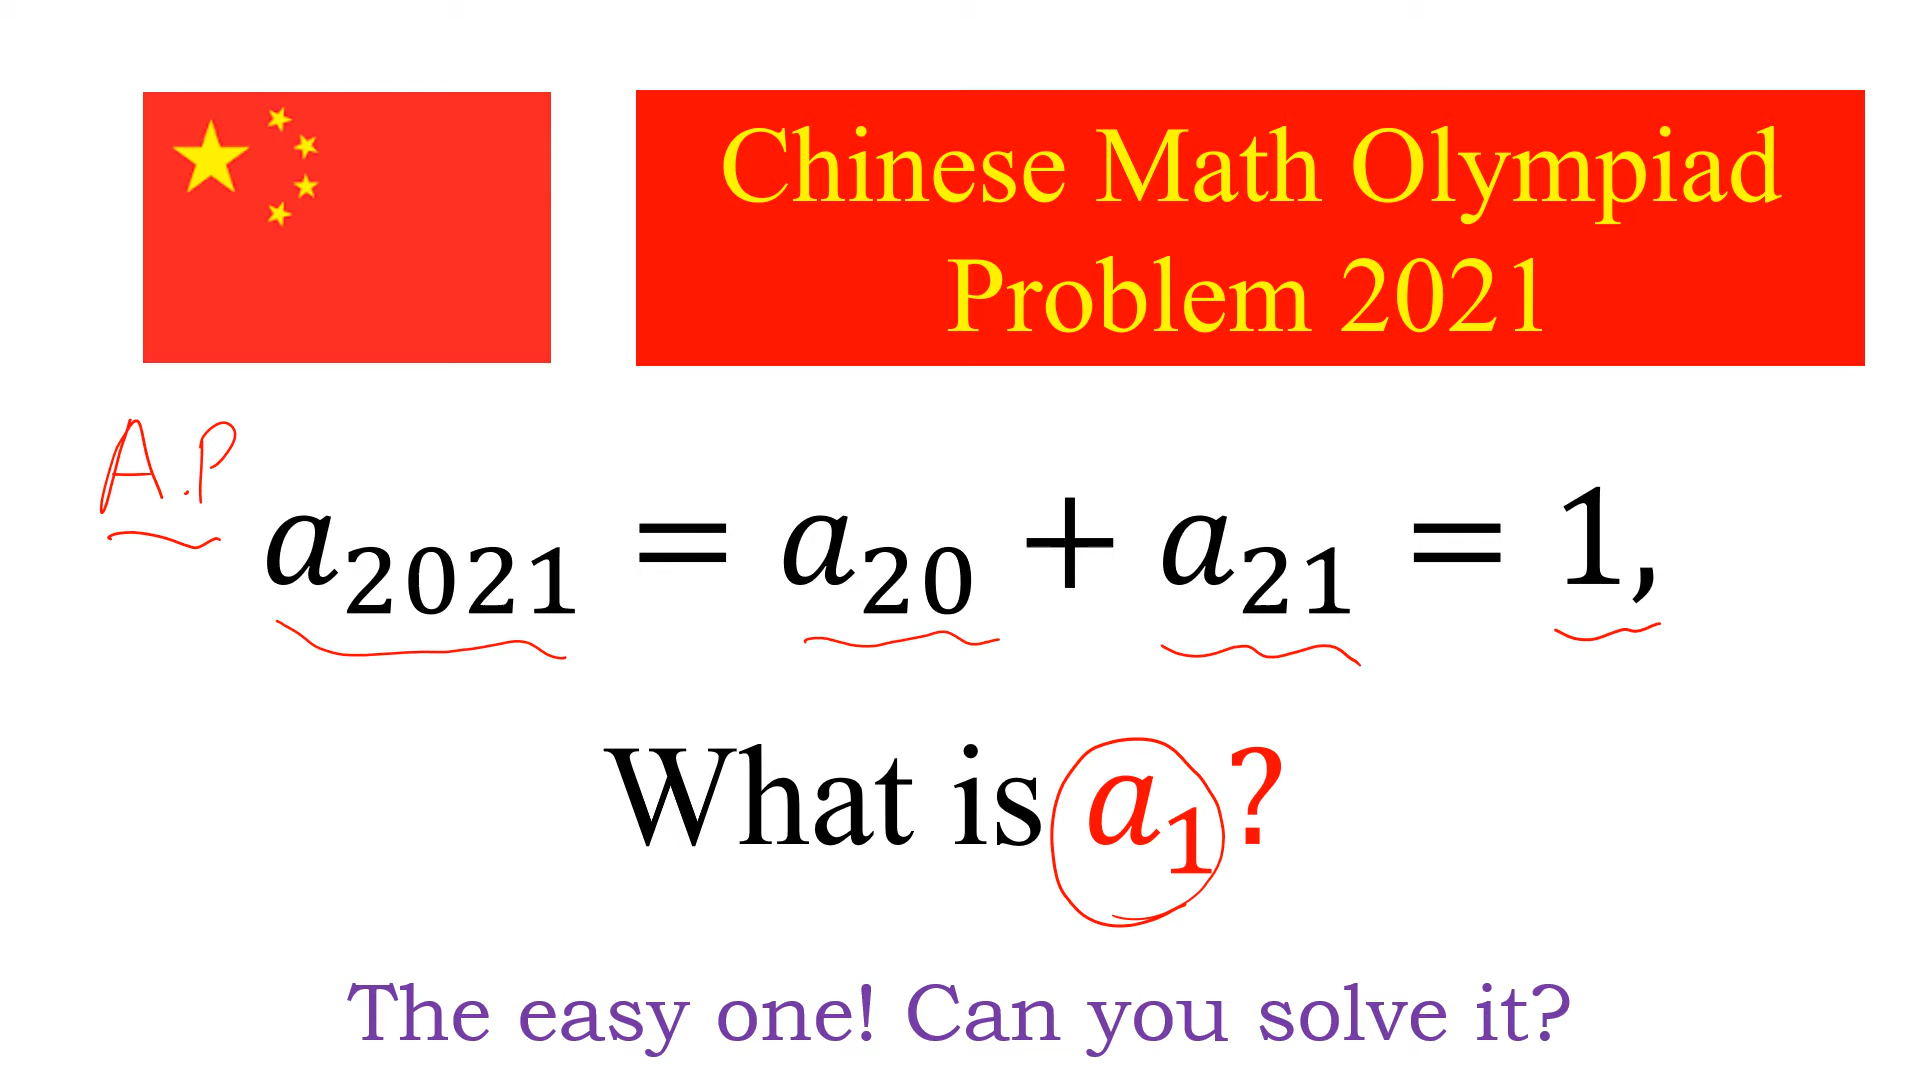 Chinese Math Olympiad
Problem 2021
A.P
a₂₀₂₁ = a₂₀ + a₂₁ = 1,
What is a₁?
The easy one! Can you solve it?